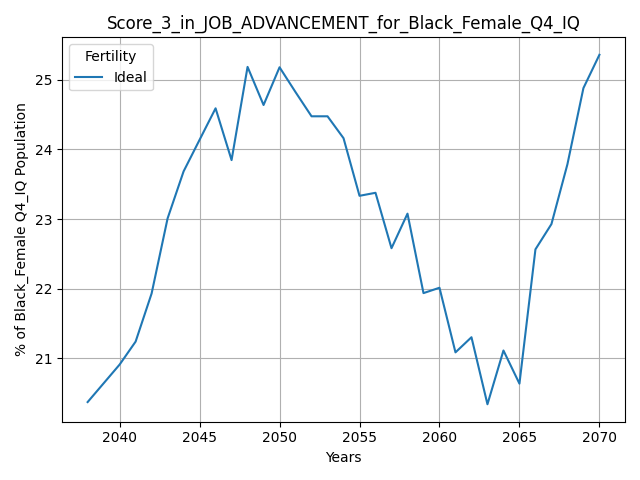 Score_3_in_JOB_ADVANCEMENT_for_Black_Female_Q4_IQ
Fertility
Ideal
% of Black_Female Q4_IQ Population
25
24
23
22
21
2040 2045 2050 2055 2060 2065 2070
Years